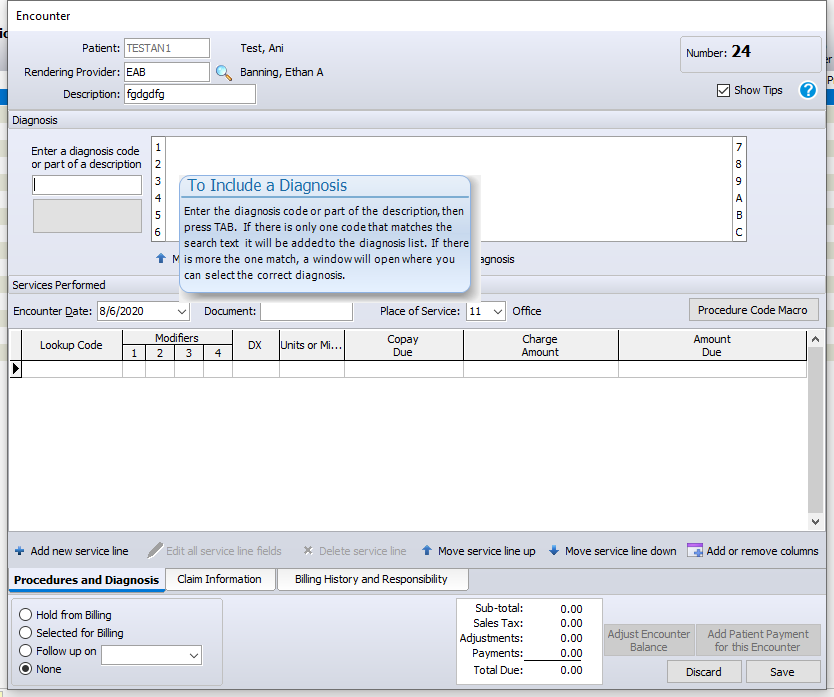 Encounter
Patient: TESTAN1 Test, Ani
Number: 24
Rendering Provider: EAB Banning, Ethan A
Description: fgdgdfg
Show Tips ?
Diagnosis
Enter a diagnosis code
or part of a description
1 7
2 8
3 9
4 A
5 B
6 C
To Include a Diagnosis
Enter the diagnosis code or part of the description, then
press TAB. If there is only one code that matches the
search text it will be added to the diagnosis list. If there
is more the one match, a window will open where you
can select the correct diagnosis.
Services Performed
Encounter Date: 8/6/2020 Document: Place of Service: 11 Office Procedure Code Macro
Lookup Code Modifiers DX Units or Mi... Copay Due Charge Amount Amount Due
1 2 3 4
Add new service line Edit all service line fields Delete service line Move service line up Move service line down Add or remove columns
Procedures and Diagnosis Claim Information Billing History and Responsibility
Hold from Billing
Selected for Billing
Follow up on
None
Sub-total: 0.00
Sales Tax: 0.00
Adjustments: 0.00
Payments: 0.00
Total Due: 0.00
Adjust Encounter
Balance
Add Patient Payment
for this Encounter
Discard Save